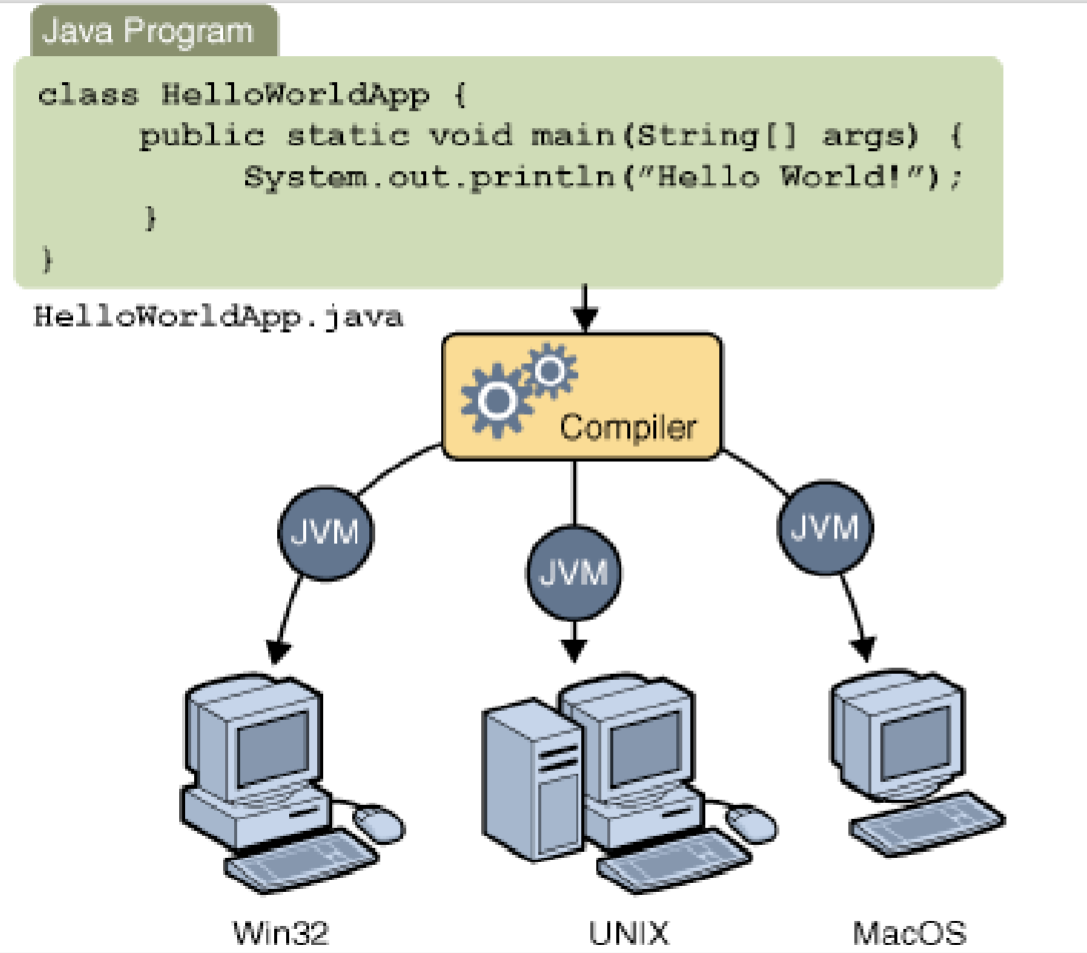 Java Program
class HelloWorldApp {
public static void main(String[] args) {
System.out.println("Hello World!");
}
}
HelloWorldApp.java
Compiler
JVM
JVM
JVM
Win32
UNIX
MacOS